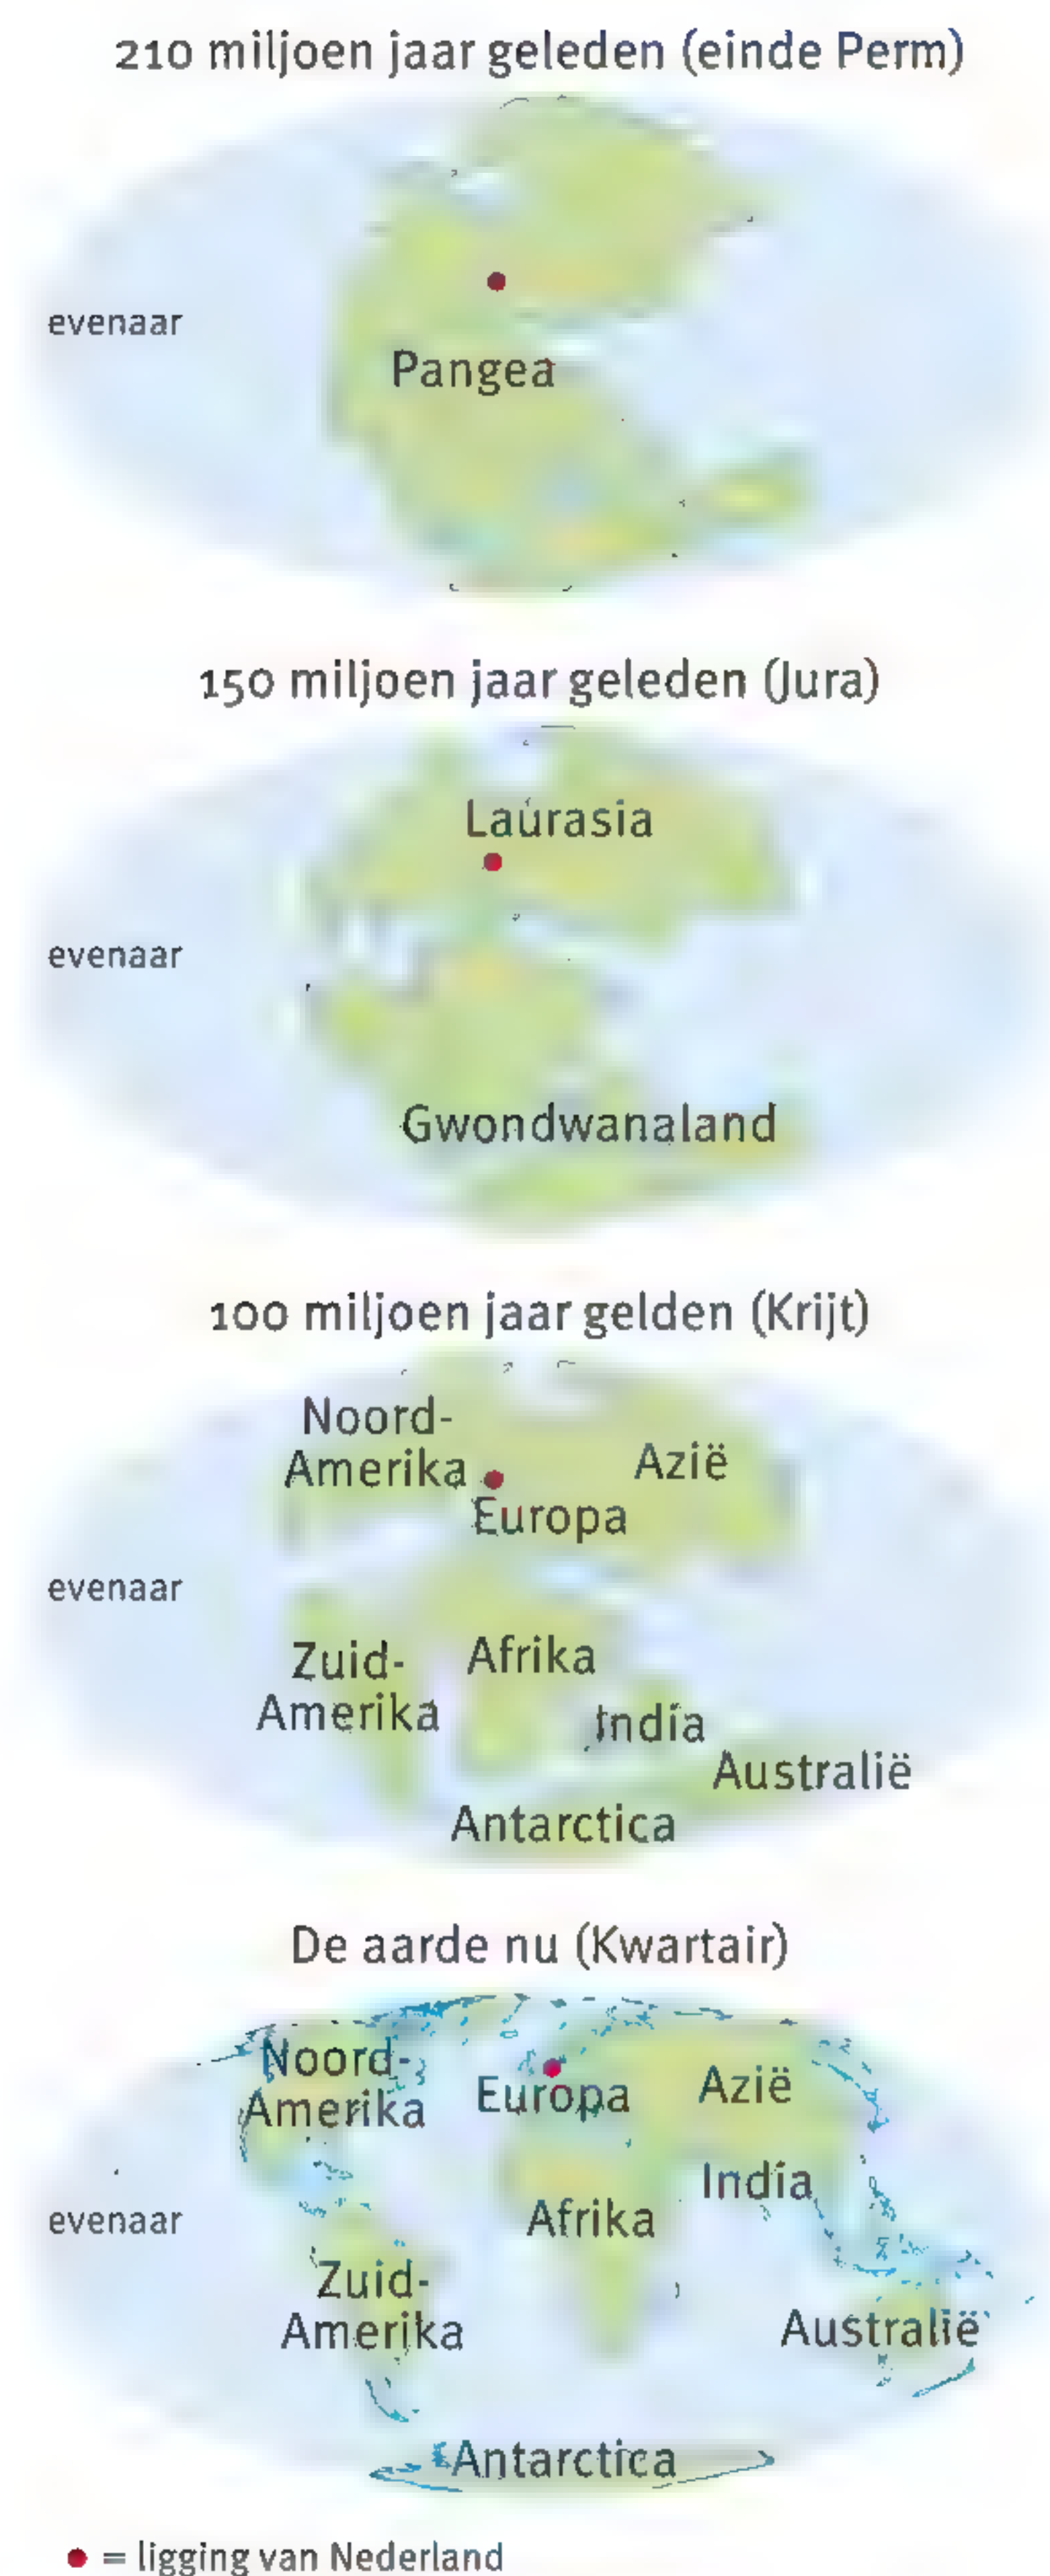 210 miljoen jaar geleden (einde Perm)
evenaar
Pangea
150 miljoen jaar geleden (Jura)
Laurasia
evenaar
Gwondwanaland
100 miljoen jaar gelden (Krijt)
Noord-
Amerika
Azië
Europa
evenaar
Zuid-
Amerika
Afrika
India
Australië
Antarctica
De aarde nu (Kwartair)
Noord-
Amerika
Europa
Azië
India
evenaar
Afrika
Zuid-
Amerika
Australië
Antarctica
= ligging van Nederland